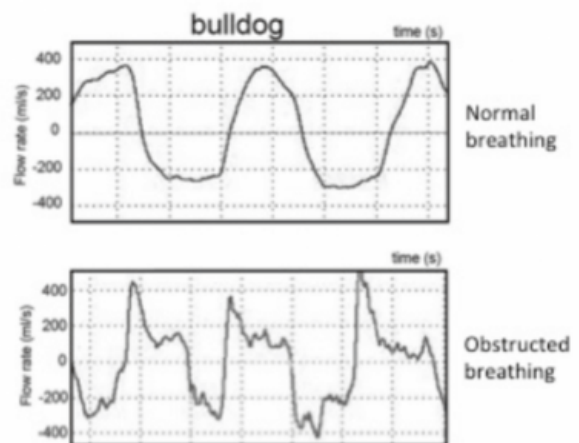 bulldog
time (s)
Flow rate (ml/s)
400
200
0
-200
-400
Normal
breathing
time (s)
Flow rate (ml/s)
400
200
0
-200
-400
Obstructed
breathing